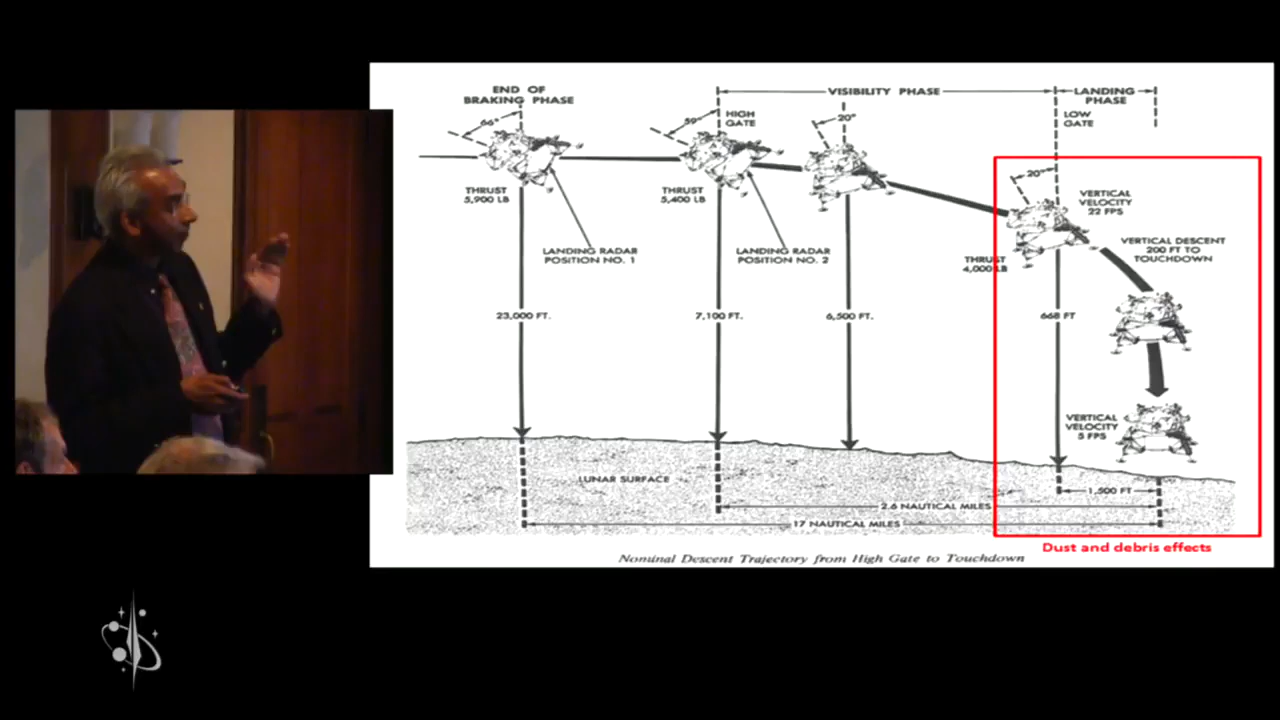 END OF
BRAKING PHASE
VISIBILITY PHASE
LANDING
PHASE
HIGH
GATE
LOW
GATE
66°
59°
20°
20°
THRUST
5,900 LB
THRUST
5,400 LB
VERTICAL
VELOCITY
22 FPS
LANDING RADAR
POSITION NO. 1
LANDING RADAR
POSITION NO. 2
THRUST
4,000 LB
VERTICAL DESCENT
200 FT TO
TOUCHDOWN
23,000 FT.
7,100 FT.
6,500 FT.
668 FT
VERTICAL
VELOCITY
5 FPS
LUNAR SURFACE
1,500 FT
2.6 NAUTICAL MILES
17 NAUTICAL MILES
Dust and debris effects
Nominal Descent Trajectory from High Gate to Touchdown